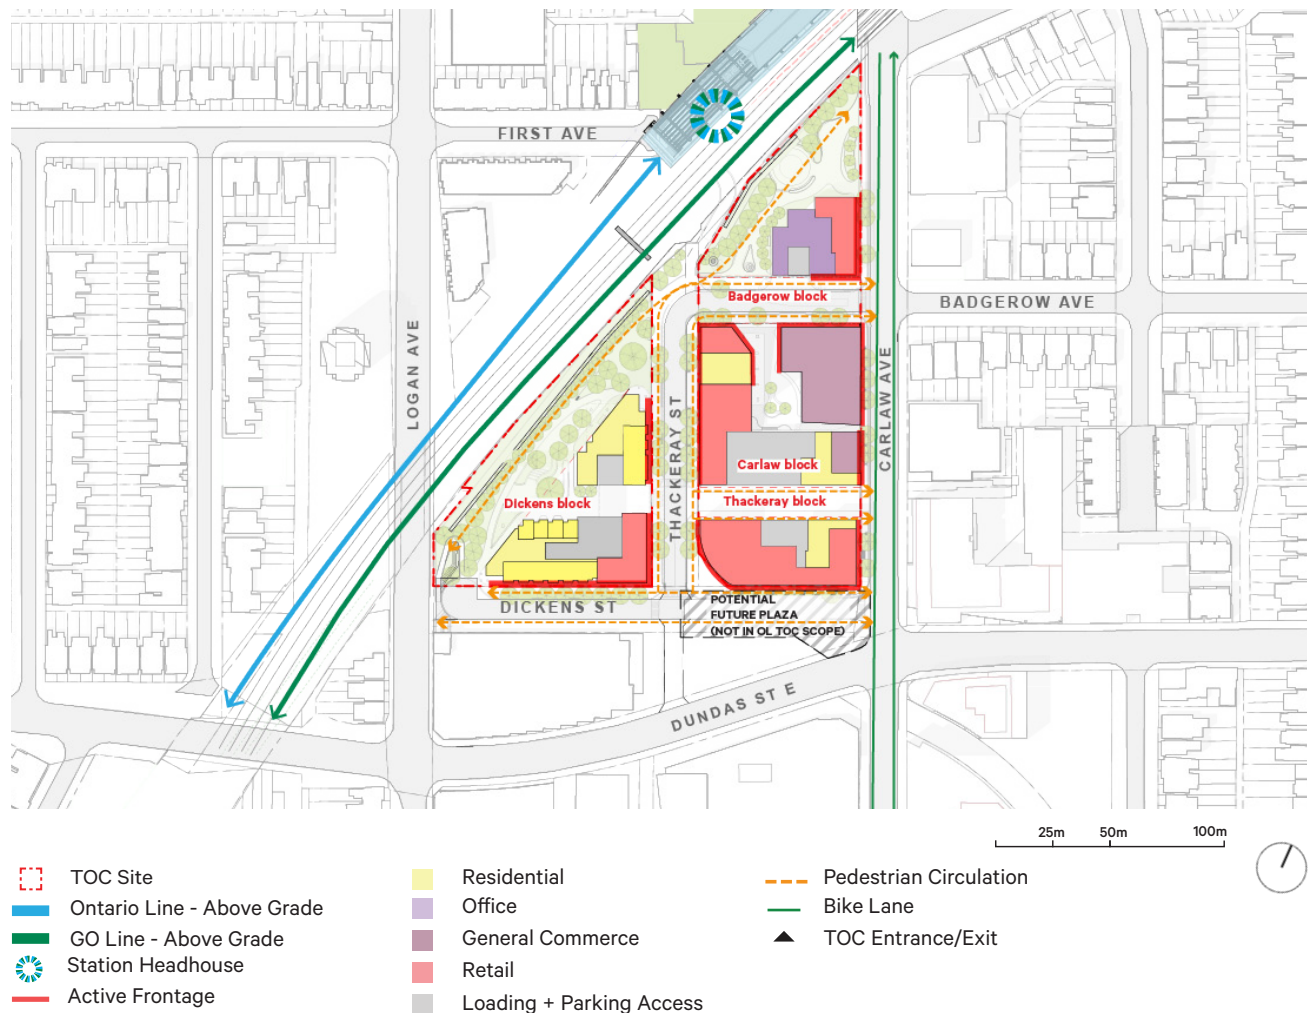 FIRST AVE
LOGAN AVE
Badgerow block
BADGEROW AVE
CARLAW AVE
THACKERAY ST
Carlaw block
Thackeray block
Dickens block
DICKENS ST
POTENTIAL
FUTURE PLAZA
(NOT IN OL TOC SCOPE)
DUNDAS ST E
25m 50m 100m
TOC Site
Ontario Line - Above Grade
GO Line - Above Grade
Station Headhouse
Active Frontage
Residential
Office
General Commerce
Retail
Loading + Parking Access
Pedestrian Circulation
Bike Lane
TOC Entrance/Exit